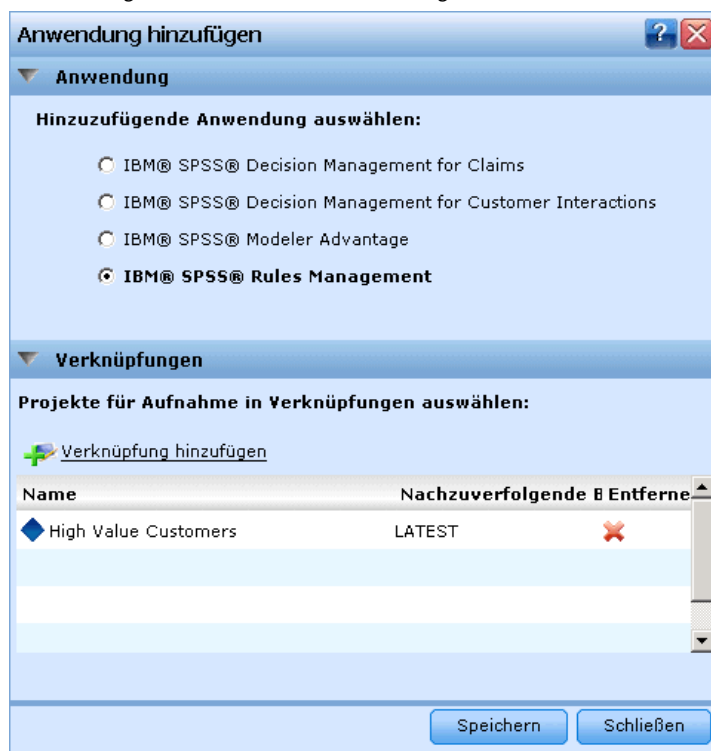 Anwendung hinzufügen
?
Anwendung
Hinzuzufügende Anwendung auswählen:
IBM® SPSS® Decision Management for Claims
IBM® SPSS® Decision Management for Customer Interactions
IBM® SPSS® Modeler Advantage
IBM® SPSS® Rules Management
Verknüpfungen
Projekte für Aufnahme in Verknüpfungen auswählen:
Verknüpfung hinzufügen
Name Nachzuverfolgende B Entferne
High Value Customers LATEST
Speichern Schließen